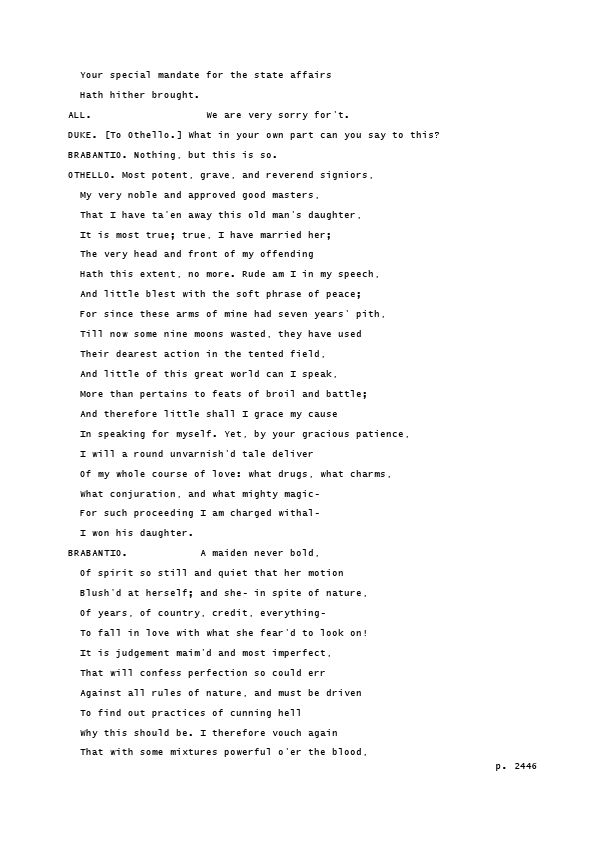 Your special mandate for the state affairs
Hath hither brought.
ALL. We are very sorry for't.
DUKE. [To Othello.] What in your own part can you say to this?
BRABANTIO. Nothing, but this is so.
OTHELLO. Most potent, grave, and reverend signiors,
My very noble and approved good masters,
That I have ta'en away this old man's daughter,
It is most true; true, I have married her;
The very head and front of my offending
Hath this extent, no more. Rude am I in my speech,
And little blest with the soft phrase of peace;
For since these arms of mine had seven years' pith,
Till now some nine moons wasted, they have used
Their dearest action in the tented field,
And little of this great world can I speak,
More than pertains to feats of broil and battle;
And therefore little shall I grace my cause
In speaking for myself. Yet, by your gracious patience,
I will a round unvarnish'd tale deliver
Of my whole course of love: what drugs, what charms,
What conjuration, and what mighty magic-
For such proceeding I am charged withal-
I won his daughter.
BRABANTIO. A maiden never bold,
Of spirit so still and quiet that her motion
Blush'd at herself; and she- in spite of nature,
Of years, of country, credit, everything-
To fall in love with what she fear'd to look on!
It is judgement maim'd and most imperfect,
That will confess perfection so could err
Against all rules of nature, and must be driven
To find out practices of cunning hell
Why this should be. I therefore vouch again
That with some mixtures powerful o'er the blood,
p. 2446